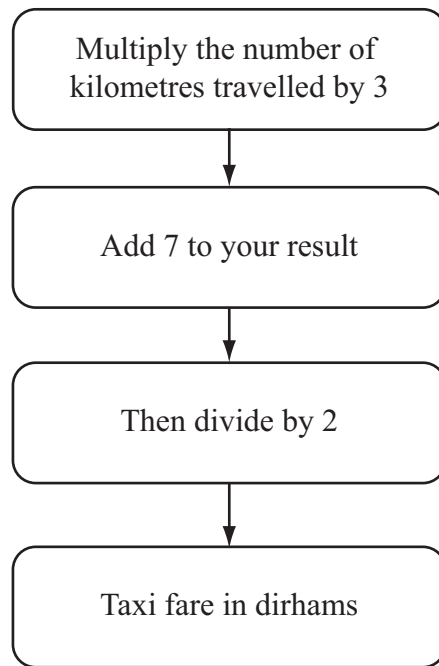 Multiply the number of
kilometres travelled by 3
Add 7 to your result
Then divide by 2
Taxi fare in dirhams